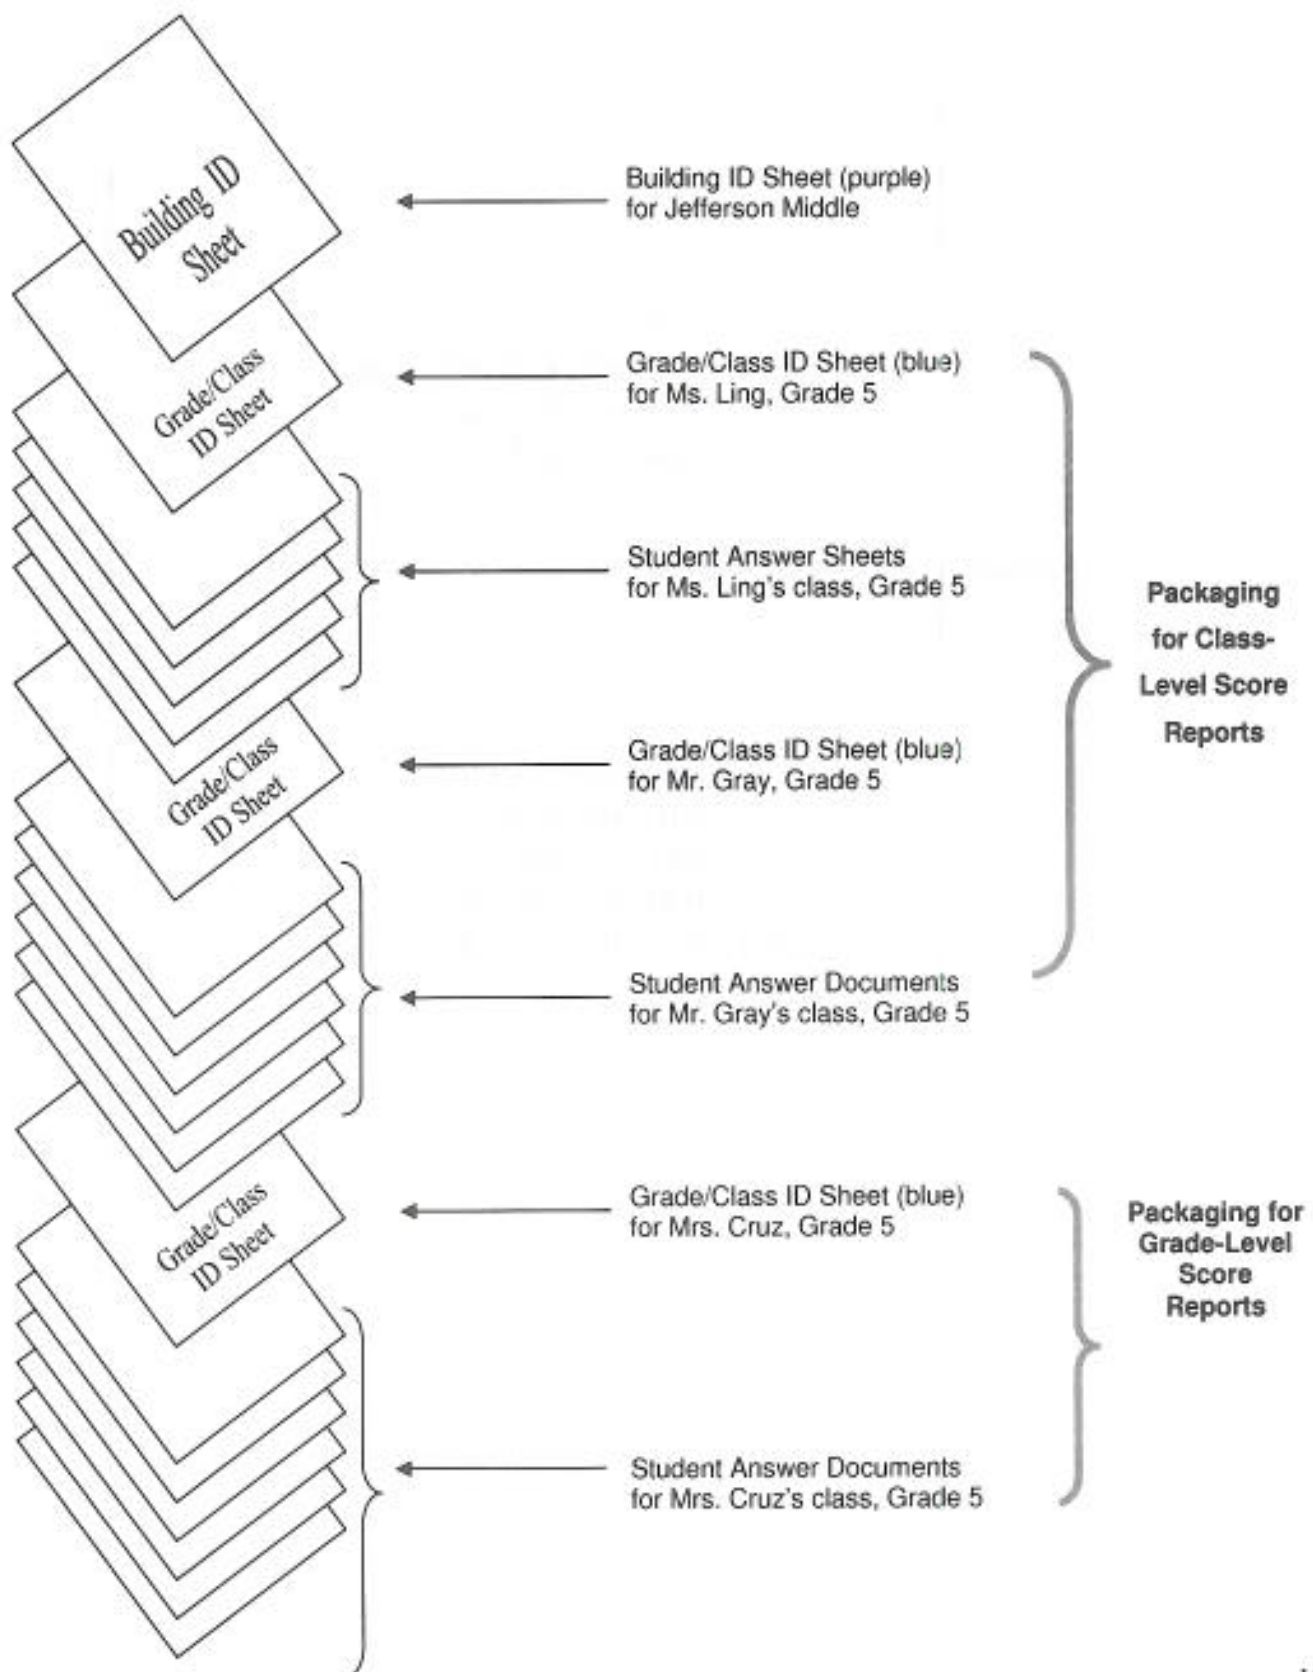 Building ID
Sheet
Building ID Sheet (purple)
for Jefferson Middle
Grade/Class
ID Sheet
Grade/Class ID Sheet (blue)
for Ms. Ling, Grade 5
Student Answer Sheets
for Ms. Ling's class, Grade 5
Packaging
for Class-
Level Score
Reports
Grade/Class
ID Sheet
Grade/Class ID Sheet (blue)
for Mr. Gray, Grade 5
Student Answer Documents
for Mr. Gray's class, Grade 5
Grade/Class
ID Sheet
Grade/Class ID Sheet (blue)
for Mrs. Cruz, Grade 5
Packaging for
Grade-Level
Score
Reports
Student Answer Documents
for Mrs. Cruz's class, Grade 5